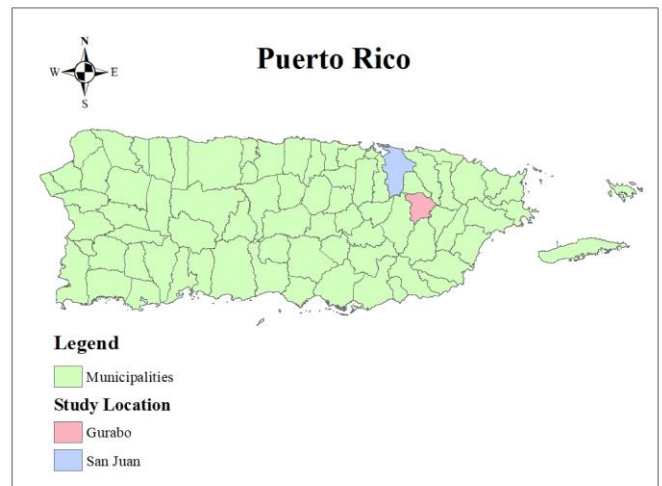 N
Puerto Rico
W E
S
Legend
Municipalities
Study Location
Gurabo
San Juan